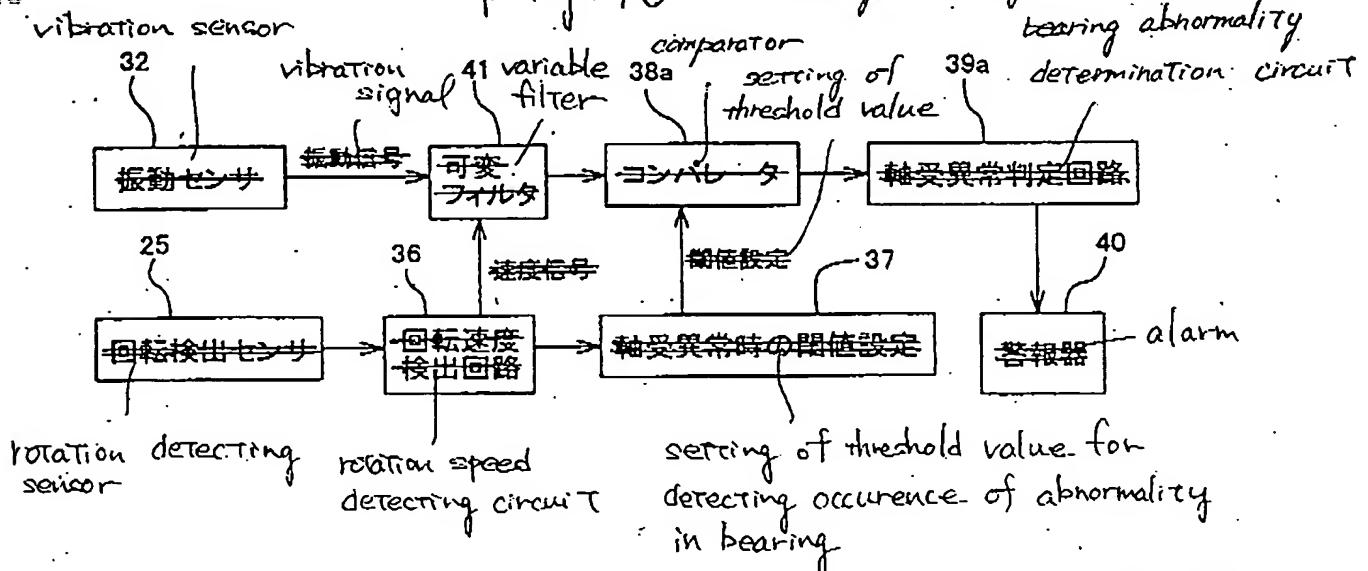 vibration sensor
bearing abnormality
determination circuit
comparator
setting of
threshold value
vibration
signal
variable
filter
32
41
38a
39a
振動センサ
振動信号
可変
フィルタ
コンパレータ
軸受異常判定回路
25
36
速度信号
閾値設定
37
40
回転検出センサ
回転速度
検出回路
軸受異常時の閾値設定
警報器
alarm
rotation detecting
sensor
rotation speed
detecting circuit
setting of threshold value for
detecting occurence of abnormality
in bearing